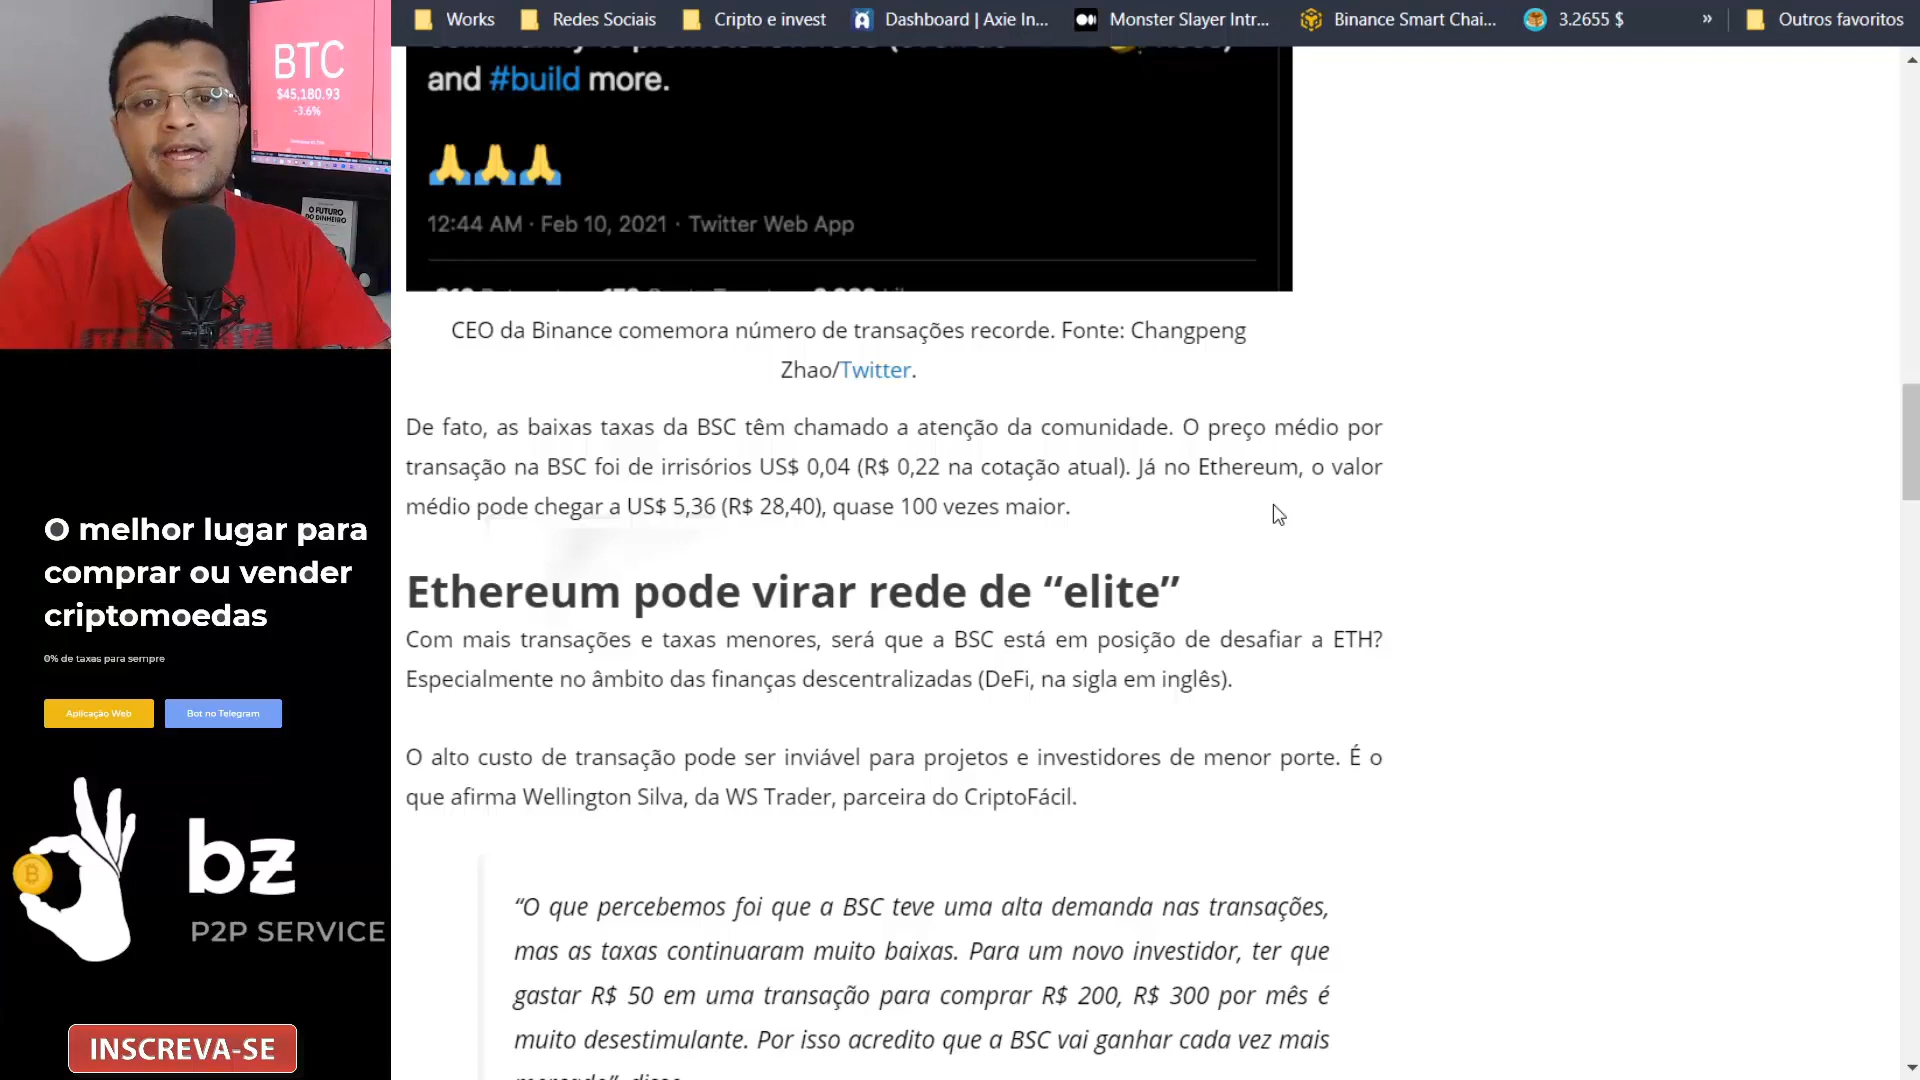 Works
Redes Sociais
Cripto e invest
Dashboard | Axie In...
Monster Slayer Intr...
Binance Smart Chai...
3.2655 $
»
Outros favoritos
BTC
$45,180.93
-3.6%
O FUTURO
DO DINHEIRO
and #build more.
🙏🙏🙏
12:44 AM · Feb 10, 2021 · Twitter Web App
CEO da Binance comemora número de transações recorde. Fonte: Changpeng
Zhao/Twitter.
De fato, as baixas taxas da BSC têm chamado a atenção da comunidade. O preço médio por
transação na BSC foi de irrisórios US$ 0,04 (R$ 0,22 na cotação atual). Já no Ethereum, o valor
médio pode chegar a US$ 5,36 (R$ 28,40), quase 100 vezes maior.
Ethereum pode virar rede de “elite”
Com mais transações e taxas menores, será que a BSC está em posição de desafiar a ETH?
Especialmente no âmbito das finanças descentralizadas (DeFi, na sigla em inglês).
O alto custo de transação pode ser inviável para projetos e investidores de menor porte. É o
que afirma Wellington Silva, da WS Trader, parceira do CriptoFácil.
“O que percebemos foi que a BSC teve uma alta demanda nas transações,
mas as taxas continuaram muito baixas. Para um novo investidor, ter que
gastar R$ 50 em uma transação para comprar R$ 200, R$ 300 por mês é
muito desestimulante. Por isso acredito que a BSC vai ganhar cada vez mais
O melhor lugar para
comprar ou vender
criptomoedas
0% de taxas para sempre
Aplicação Web
Bot no Telegram
bz
P2P SERVICE
INSCREVA-SE